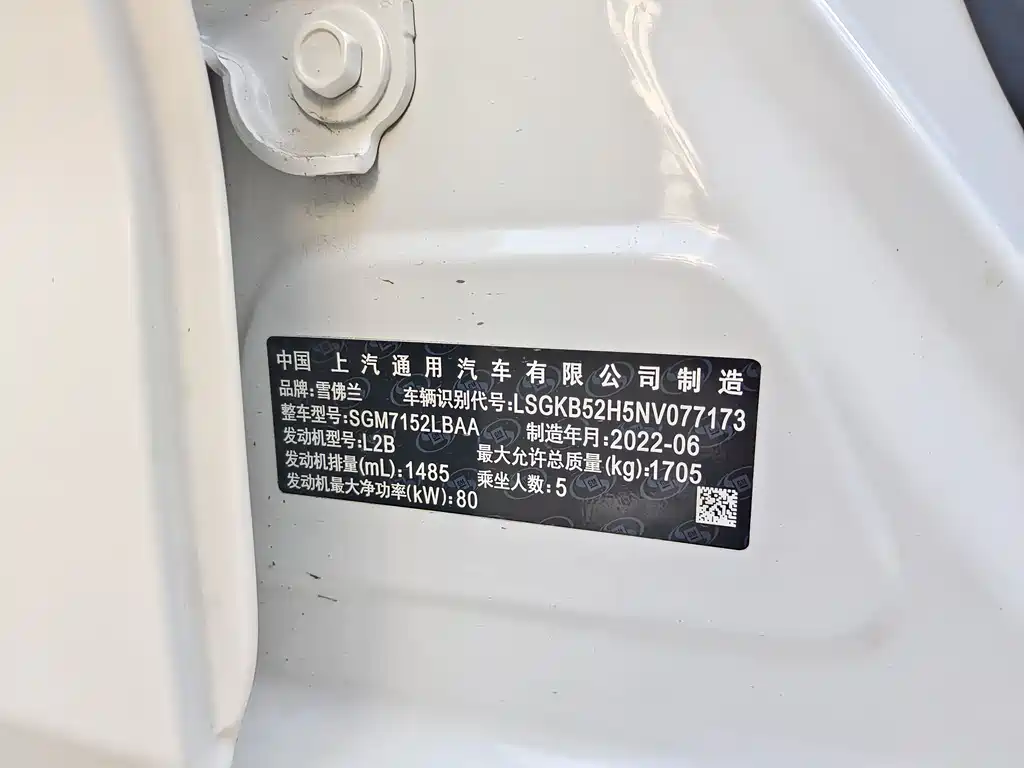 中国 上汽通用汽车有限公司制造
品牌:雪佛兰 车辆识别代号:LSGKB52H5NV077173
整车型号:SGM7152LBAA 制造年月:2022-06
发动机型号:L2B 最大允许总质量(kg):1705
发动机排量(mL):1485 乘坐人数:5
发动机最大净功率(kW):80